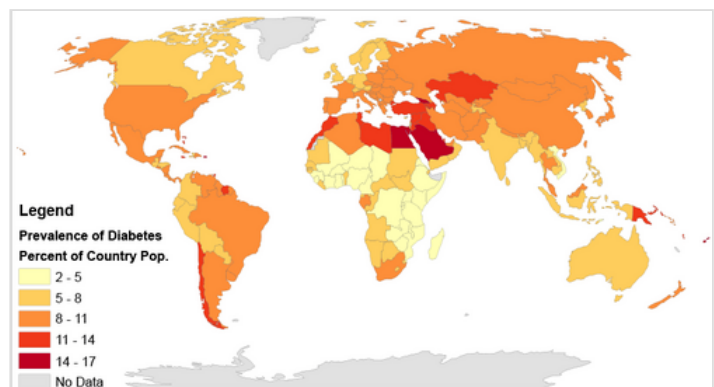 Legend
Prevalence of Diabetes
Percent of Country Pop.
2 - 5
5 - 8
8 - 11
11 - 14
14 - 17
No Data